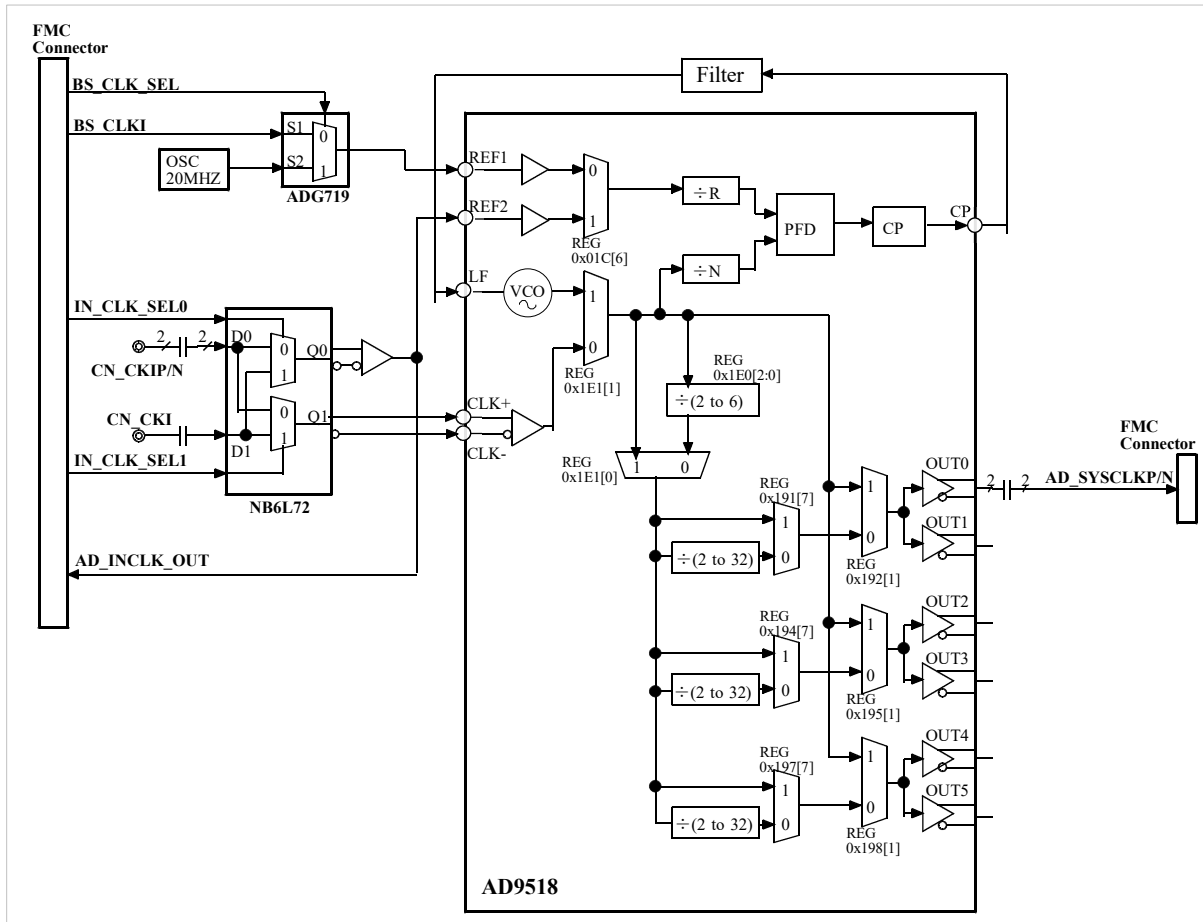 FMC
Connector
BS_CLK_SEL
BS_CLKI
OSC
20MHZ
S1
S2
0
1
ADG719
IN_CLK_SEL0
2
2
D0
CN_CKIP/N
0
1
Q0
CN_CKI
D1
0
1
Q1
IN_CLK_SEL1
NB6L72
AD_INCLK_OUT
Filter
REF1
REF2
0
1
REG
0x01C[6]
÷R
PFD
CP
CP
÷N
LF
VCO
1
0
REG
0x1E1[1]
CLK+
CLK-
REG
0x1E0[2:0]
÷(2 to 6)
1
0
REG
0x1E1[0]
REG
0x191[7]
1
0
÷(2 to 32)
1
0
REG
0x192[1]
OUT0
OUT1
2
2
AD_SYSCLKP/N
FMC
Connector
REG
0x194[7]
1
0
÷(2 to 32)
1
0
REG
0x195[1]
OUT2
OUT3
REG
0x197[7]
1
0
÷(2 to 32)
1
0
REG
0x198[1]
OUT4
OUT5
AD9518